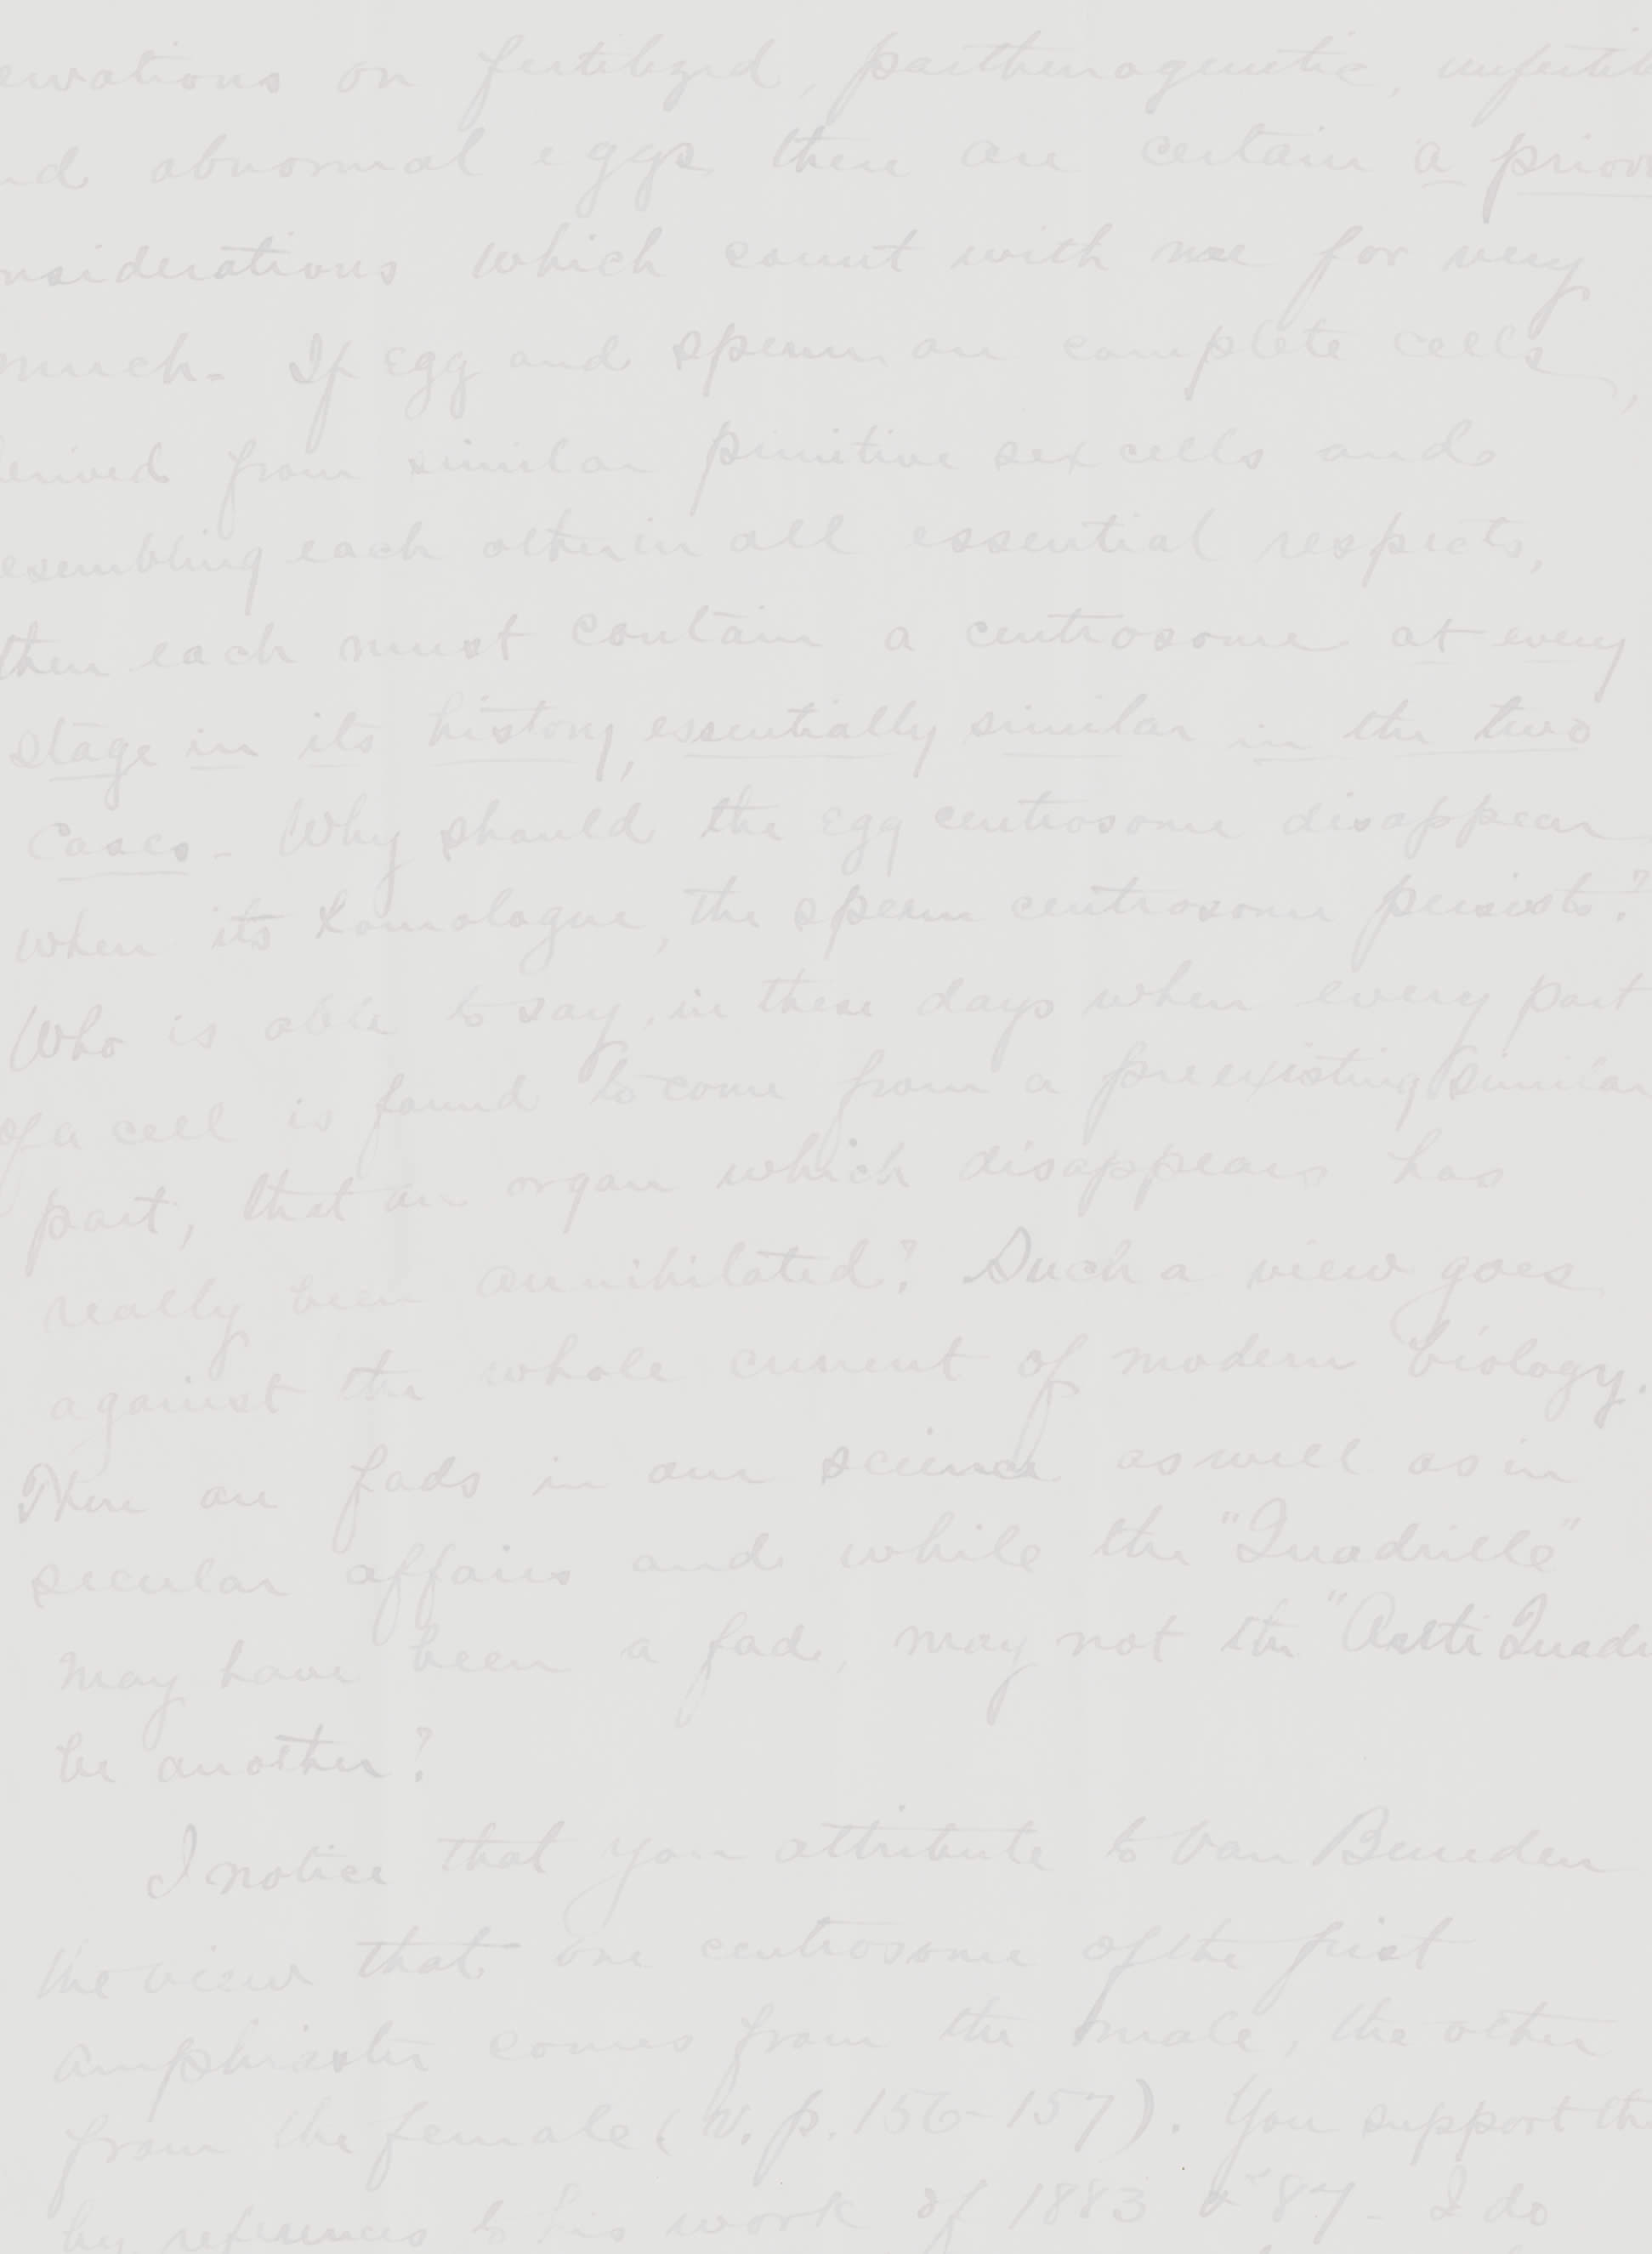 ervations on fertilized, parthenogenetic, unfertil
nd abnormal eggs there are certain a priori
nsiderations which count with me for very
much. If egg and sperm are complete cells,
derived from similar primitive sex cells and
esembling each other in all essential respects,
then each must contain a centrosome at every
stage in its history, essentially similar in the two
cases. Why should the egg centrosome disappear
when its homologue, the sperm centrosome persists?
Who is able to say, in these days when every part
of a cell is found to come from a preexisting similar
part, that an organ which disappears has
really been annihilated? Such a view goes
against the whole current of modern biology.
There are fads in our science as well as in
secular affairs and while the "Quadrille"
may have been a fad, may not the "Anti Quadr
be another?
I notice that you attribute to Van Beneden
the view that one centrosome of the first
amphiaster comes from the male, the other
from the female (v. p. 156-157). You support the
by references to his work of 1883 & '87. I do